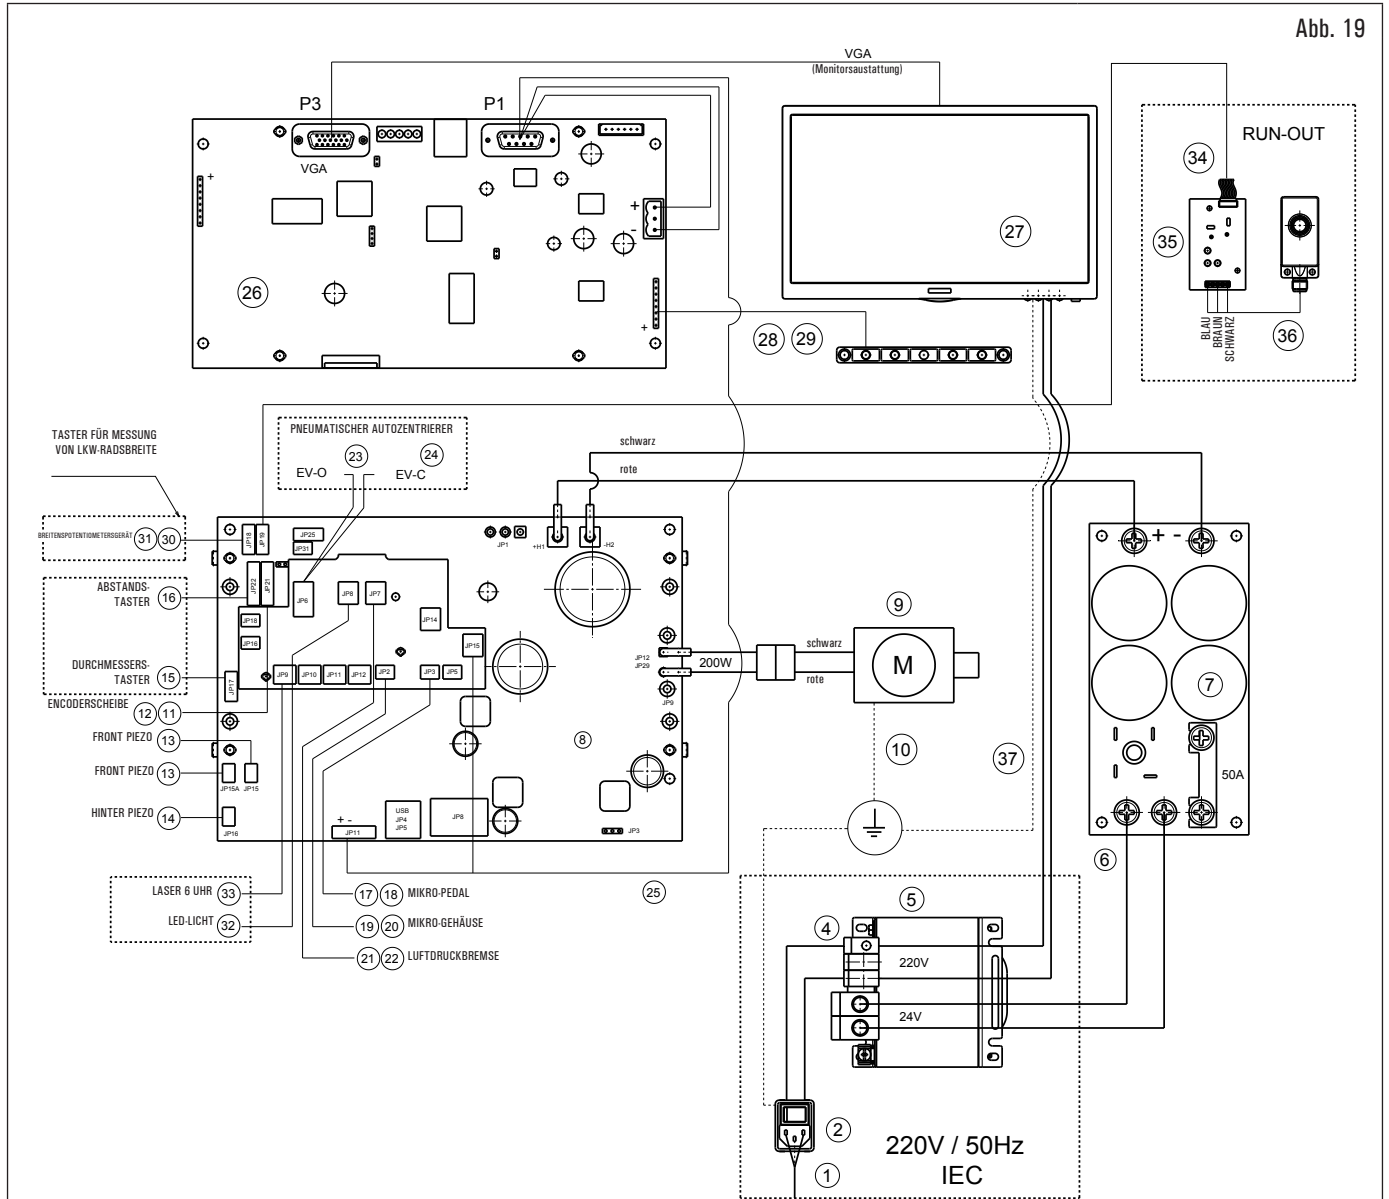 Abb. 19
VGA
(Monitorsaustattung)
P3
P1
VGA
+
+
-
+
26
27
28
29
RUN-OUT
34
35
36
BLAU
BRAUN
SCHWARZ
TASTER FÜR MESSUNG
VON LKW-RADSBREITE
PNEUMATISCHER AUTOZENTRIERER
23
24
EV-O
EV-C
schwarz
rote
BREITENSPOTENTIOMETERSGERÄT
31
30
ABSTANDS-
TASTER
16
DURCHMESSERS-
TASTER
15
ENCODERSCHEIBE
12
11
FRONT PIEZO
13
FRONT PIEZO
13
HINTER PIEZO
14
JP18
JP19
JP25
JP31
JP1
+H1
-H2
JP22
JP21
JP6
JP8
JP7
JP14
JP18
JP16
JP15
JP9
JP10
JP11
JP12
JP2
JP3
JP5
JP17
JP12
JP29
JP9
200W
schwarz
rote
9
M
10
37
8
JP15A
JP15
JP16
+ -
JP11
USB
JP4
JP5
JP8
JP3
+ -
7
50A
6
25
LASER 6 UHR
33
LED-LICHT
32
17
18
MIKRO-PEDAL
19
20
MIKRO-GEHÄUSE
21
22
LUFTDRUCKBREMSE
5
4
220V
24V
2
1
220V / 50Hz
IEC